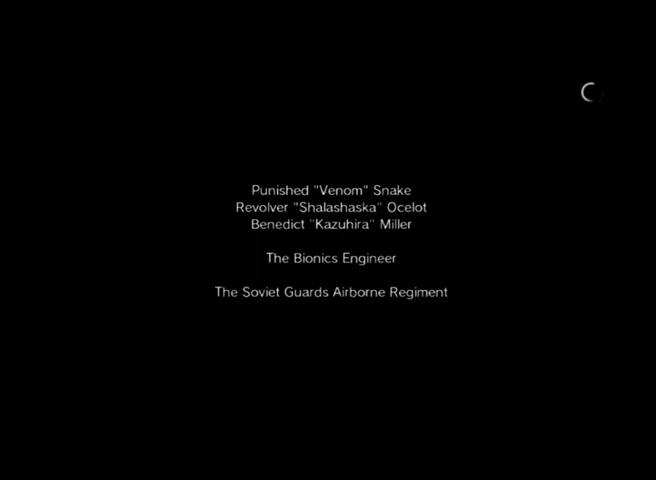 Punished "Venom" Snake
Revolver "Shalashaska" Ocelot
Benedict "Kazuhira" Miller
The Bionics Engineer
The Soviet Guards Airborne Regiment